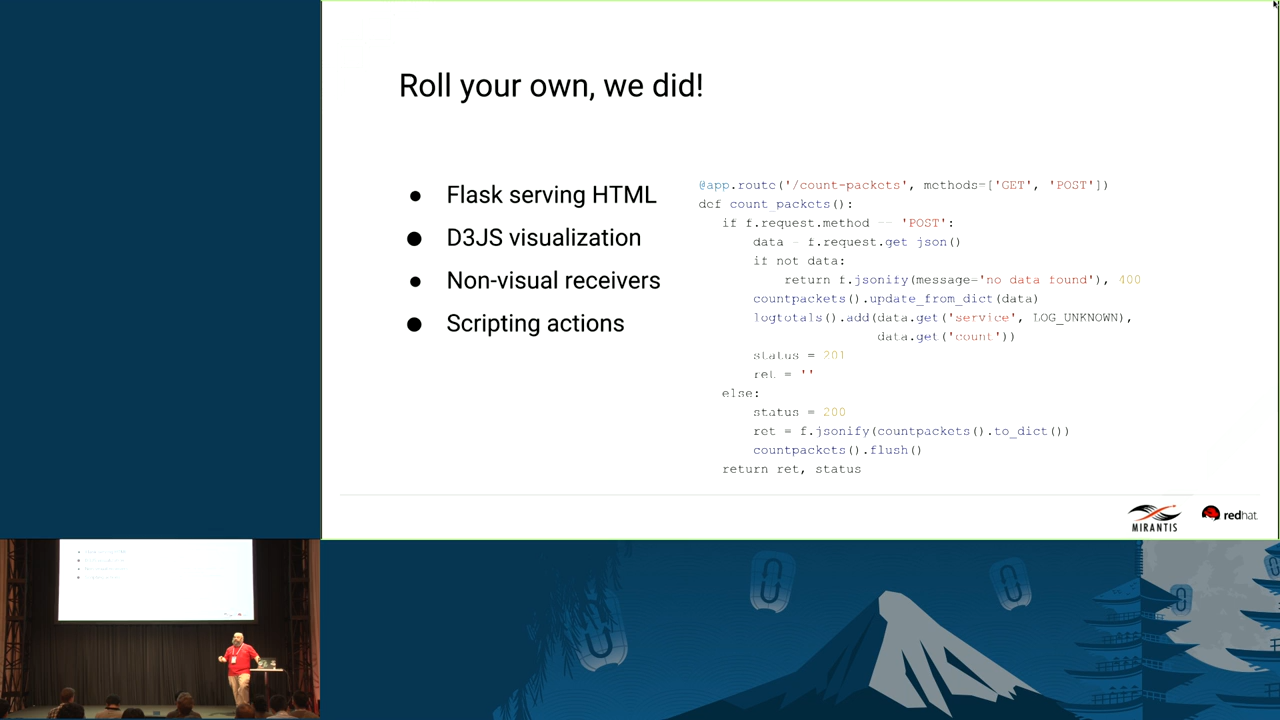 Roll your own, we did!
● Flask serving HTML
● D3JS visualization
● Non-visual receivers
● Scripting actions
@app.route('/count-packets', methods=['GET', 'POST'])
def count_packets():
    if f.request.method == 'POST':
        data = f.request.get_json()
        if not data:
            return f.jsonify(message='no data found'), 400
        countpackets().update_from_dict(data)
        logtotals().add(data.get('service', LOG_UNKNOWN),
                        data.get('count'))
        status = 201
        ret = ''
    else:
        status = 200
        ret = f.jsonify(countpackets().to_dict())
        countpackets().flush()
    return ret, status
MIRANTIS
redhat.